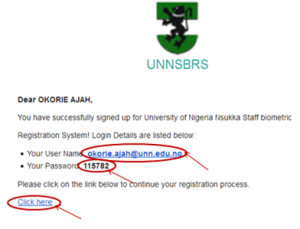 UNNSBRS
Dear OKORIE AJAH,
You have successfully signed up for University of Nigeria Nsukka Staff biometric
Registration System! Login Details are listed below:
• Your User Name: okorie.ajah@unn.edu.ng
• Your Password: 115782
Please click on the link below to continue your registration process.
Click here